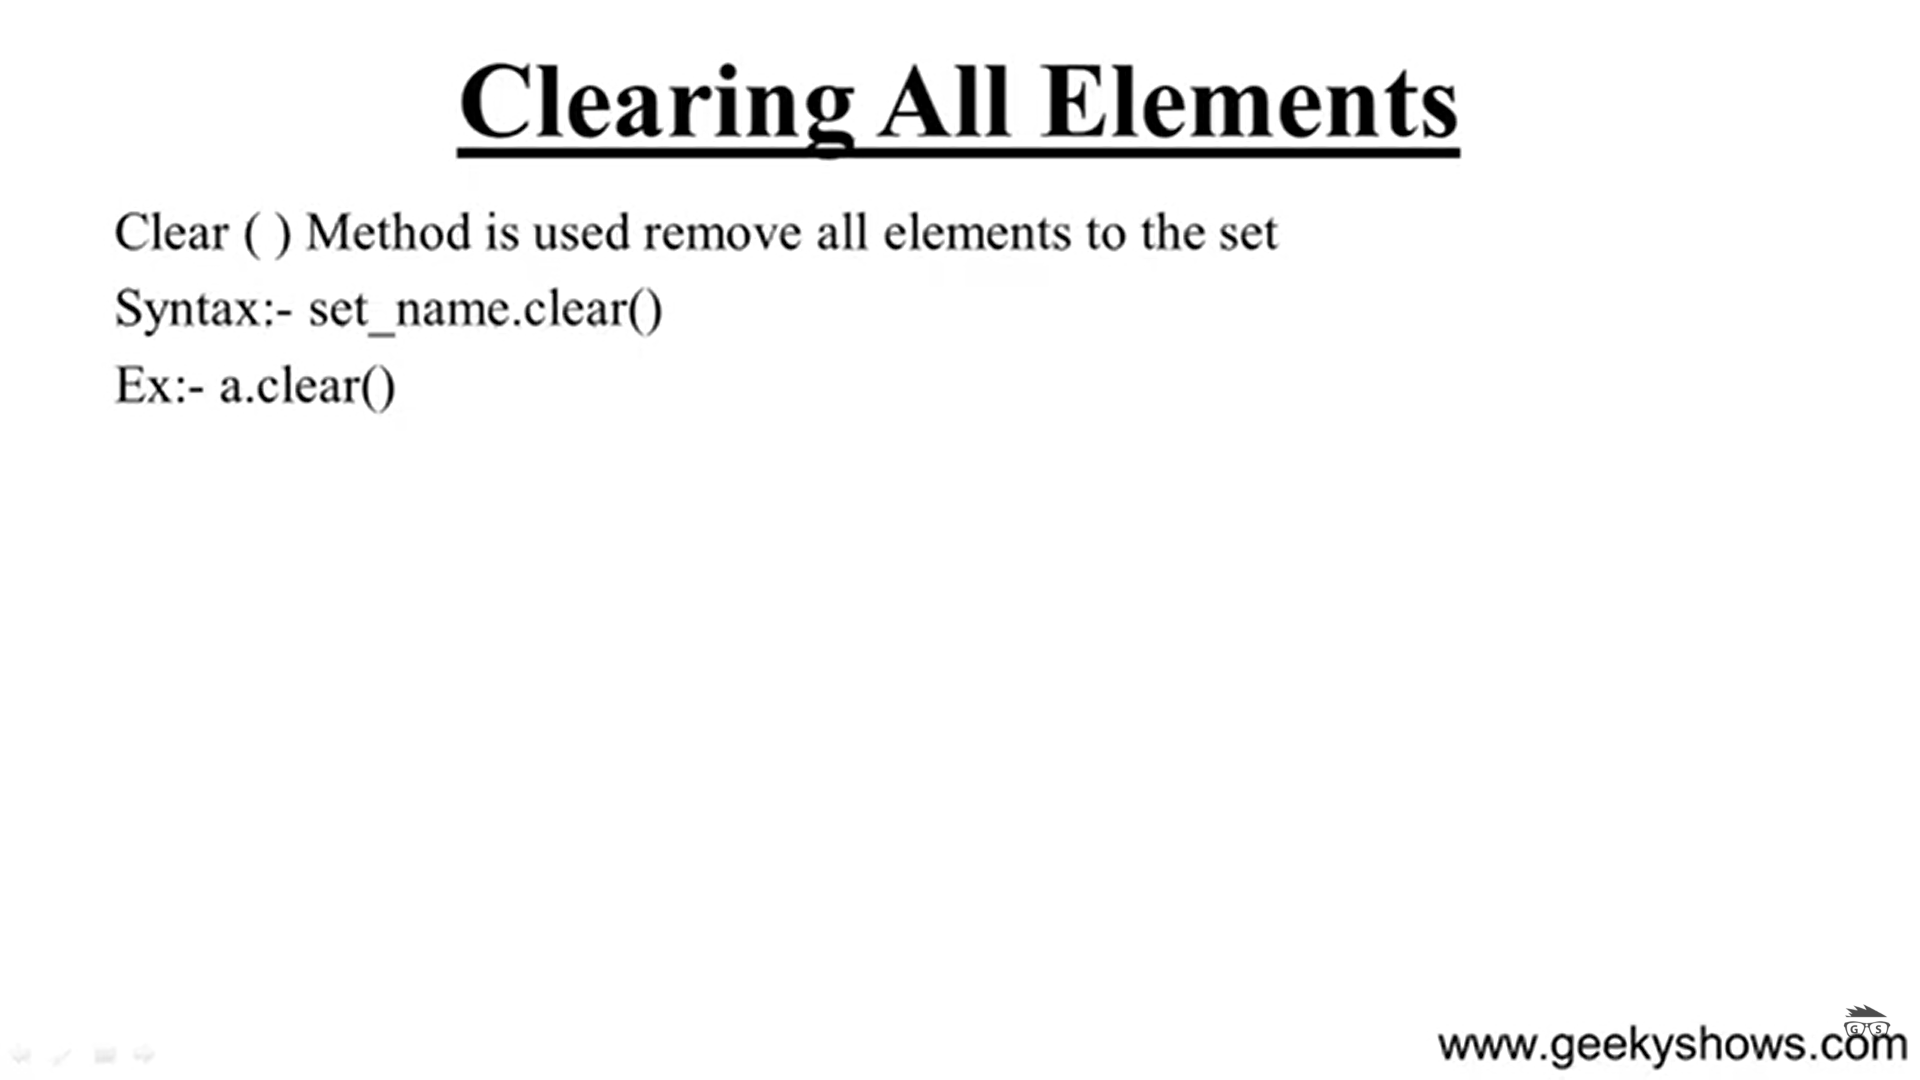 Clearing All Elements
Clear ( ) Method is used remove all elements to the set
Syntax:- set_name.clear()
Ex:- a.clear()
G S
www.geekyshows.com